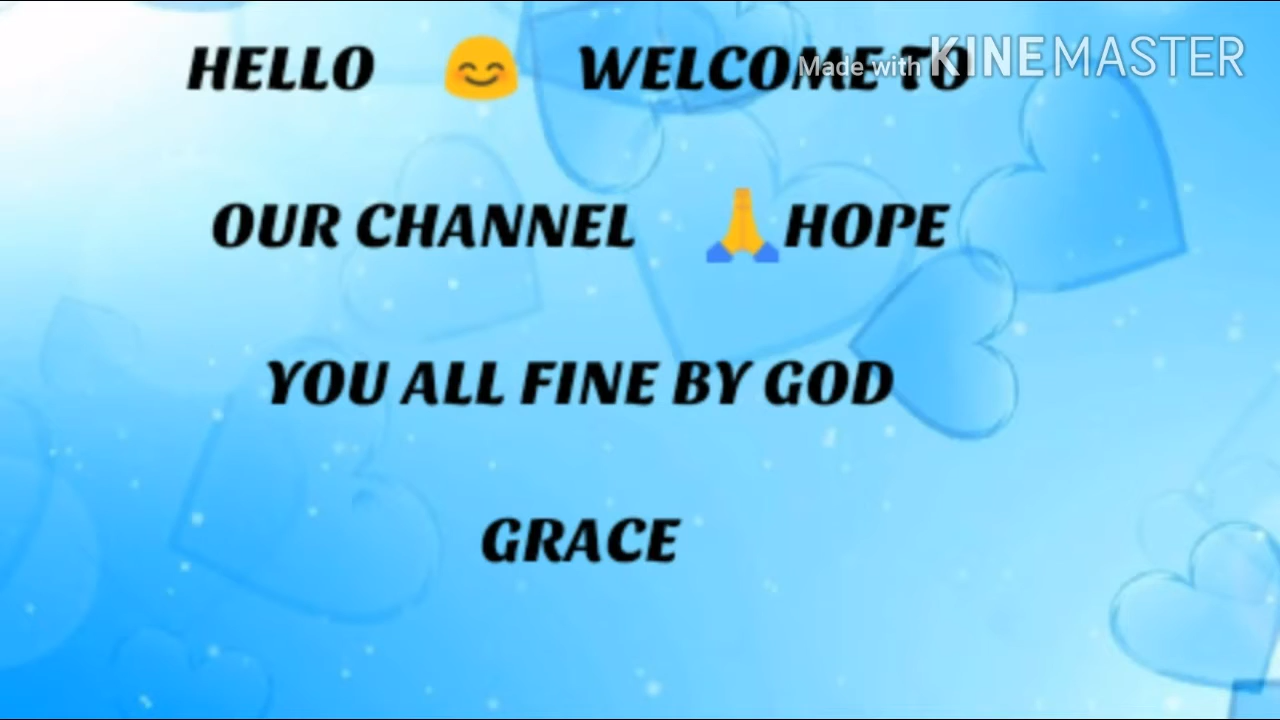 HELLO 😊 WELCOME TO
Made with KINEMASTER
OUR CHANNEL 🙏HOPE
YOU ALL FINE BY GOD
GRACE